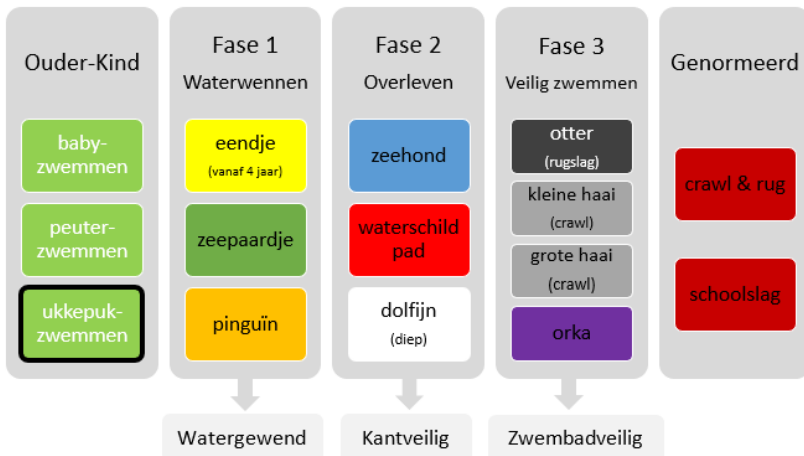 Ouder-Kind
baby-
zwemmen
peuter-
zwemmen
ukkepuk-
zwemmen
Fase 1
Waterwennen
eendje
(vanaf 4 jaar)
zeepaardje
pinguïn
Watergewend
Fase 2
Overleven
zeehond
waterschild
pad
dolfijn
(diep)
Kantveilig
Fase 3
Veilig zwemmen
otter
(rugslag)
kleine haai
(crawl)
grote haai
(crawl)
orka
Zwembadveilig
Genormeerd
crawl & rug
schoolslag